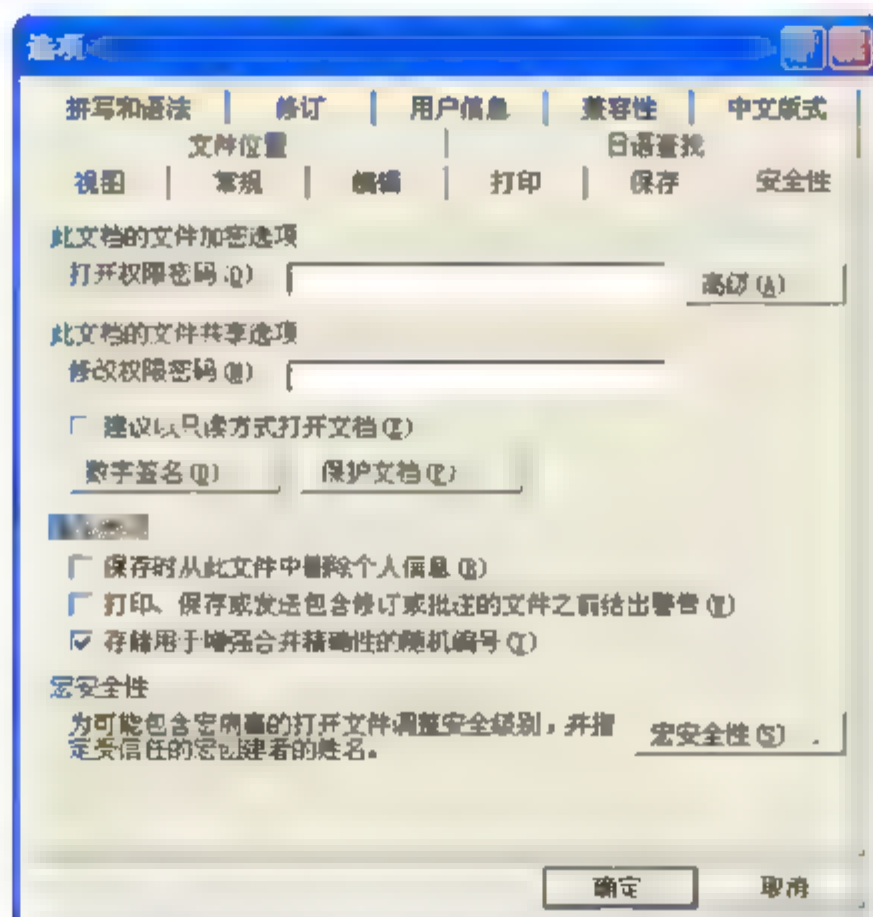 选项
拼写和语法 修订 用户信息 兼容性 中文版式
文件位置 日语查找
视图 常规 编辑 打印 保存 安全性
此文档的文件加密选项
打开权限密码(O) 高级(A)
此文档的文件共享选项
修改权限密码(M)
建议以只读方式打开文档(E)
数字签名(D) 保护文档(P)
保存时从此文件中删除个人信息(R)
打印、保存或发送包含修订或批注的文件之前给出警告(W)
存储用于增强合并精确性的随机编号(T)
宏安全性
为可能包含宏病毒的打开文件调整安全级别，并指 宏安全性(S)
定受信任的宏创建者的姓名。
确定 取消